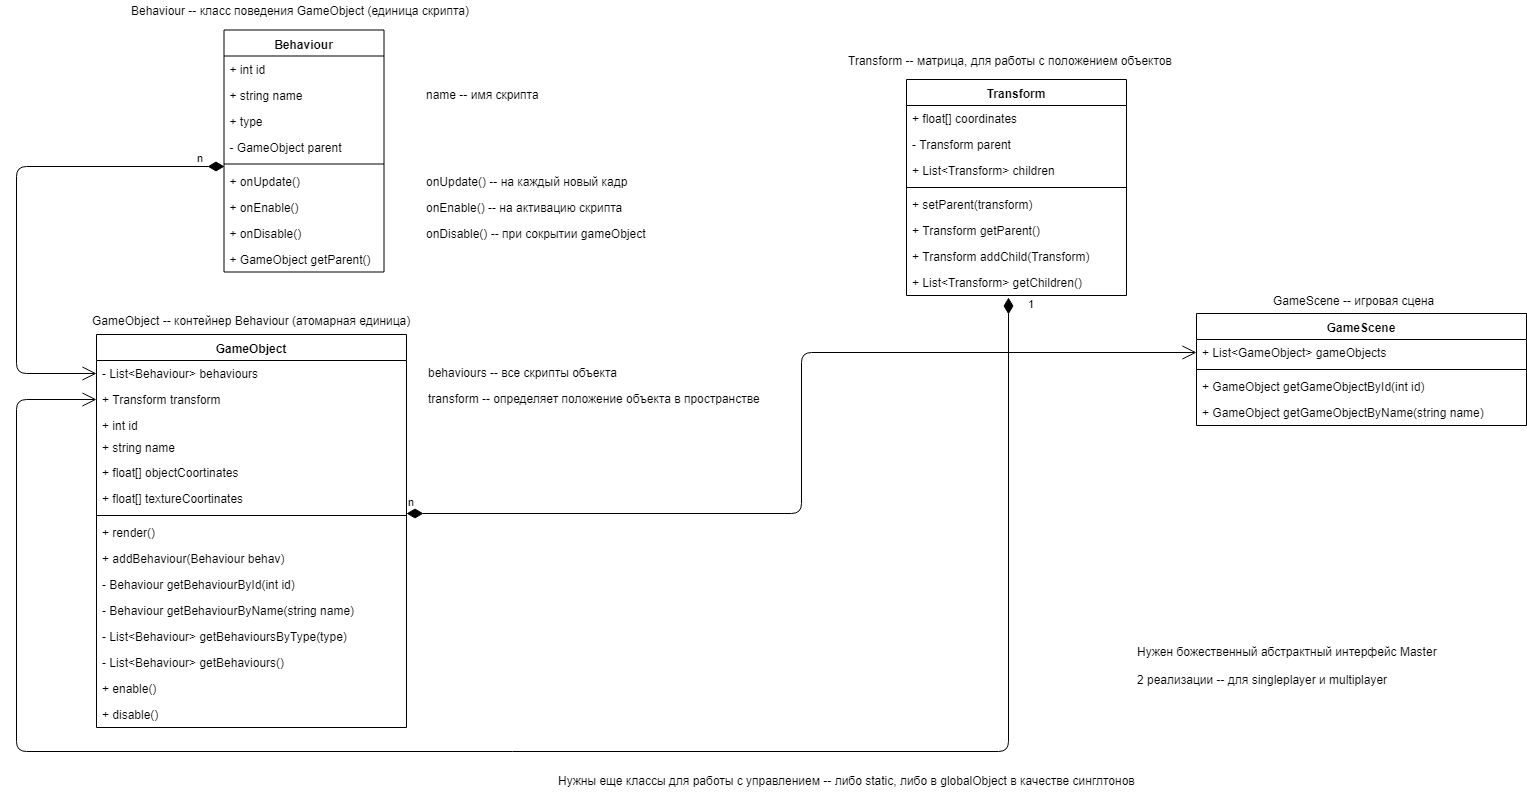 Behaviour -- класс поведения GameObject (единица скрипта)
Behaviour
+ int id
+ string name
name -- имя скрипта
+ type
- GameObject parent
n
+ onUpdate()
onUpdate() -- на каждый новый кадр
+ onEnable()
onEnable() -- на активацию скрипта
+ onDisable()
onDisable() -- при сокрытии gameObject
+ GameObject getParent()
Transform -- матрица, для работы с положением объектов
Transform
+ float[] coordinates
- Transform parent
+ List<Transform> children
+ setParent(transform)
+ Transform getParent()
+ Transform addChild(Transform)
+ List<Transform> getChildren()
1
GameScene -- игровая сцена
GameScene
+ List<GameObject> gameObjects
+ GameObject getGameObjectById(int id)
+ GameObject getGameObjectByName(string name)
GameObject -- контейнер Behaviour (атомарная единица)
GameObject
- List<Behaviour> behaviours
behaviours -- все скрипты объекта
+ Transform transform
transform -- определяет положение объекта в пространстве
+ int id
+ string name
+ float[] objectCoortinates
+ float[] textureCoortinates
n
+ render()
+ addBehaviour(Behaviour behav)
- Behaviour getBehaviourById(int id)
- Behaviour getBehaviourByName(string name)
- List<Behaviour> getBehavioursByType(type)
- List<Behaviour> getBehaviours()
+ enable()
+ disable()
Нужен божественный абстрактный интерфейс Master
2 реализации -- для singleplayer и multiplayer
Нужны еще классы для работы с управлением -- либо static, либо в globalObject в качестве синглтонов